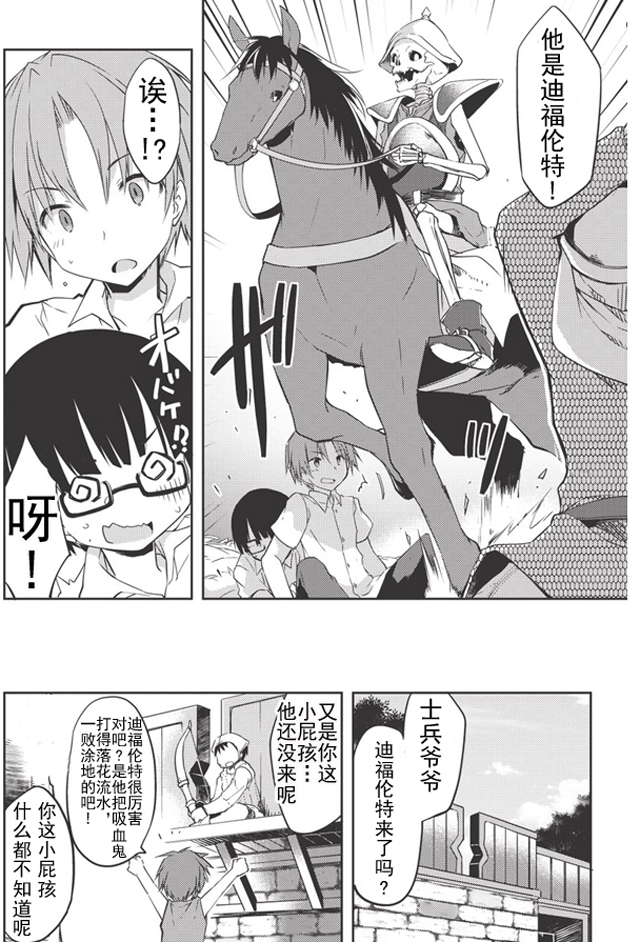 他是迪福伦特！
诶…！？
オバケ!?
呀！
士兵爷爷
迪福伦特来了吗？
又是你这
小屁孩…
他还没来呢
迪福伦特很厉害
对吧？是他把吸血鬼
打得落花流水，
一败涂地的吧！
你这小屁孩
什么都不知道呢